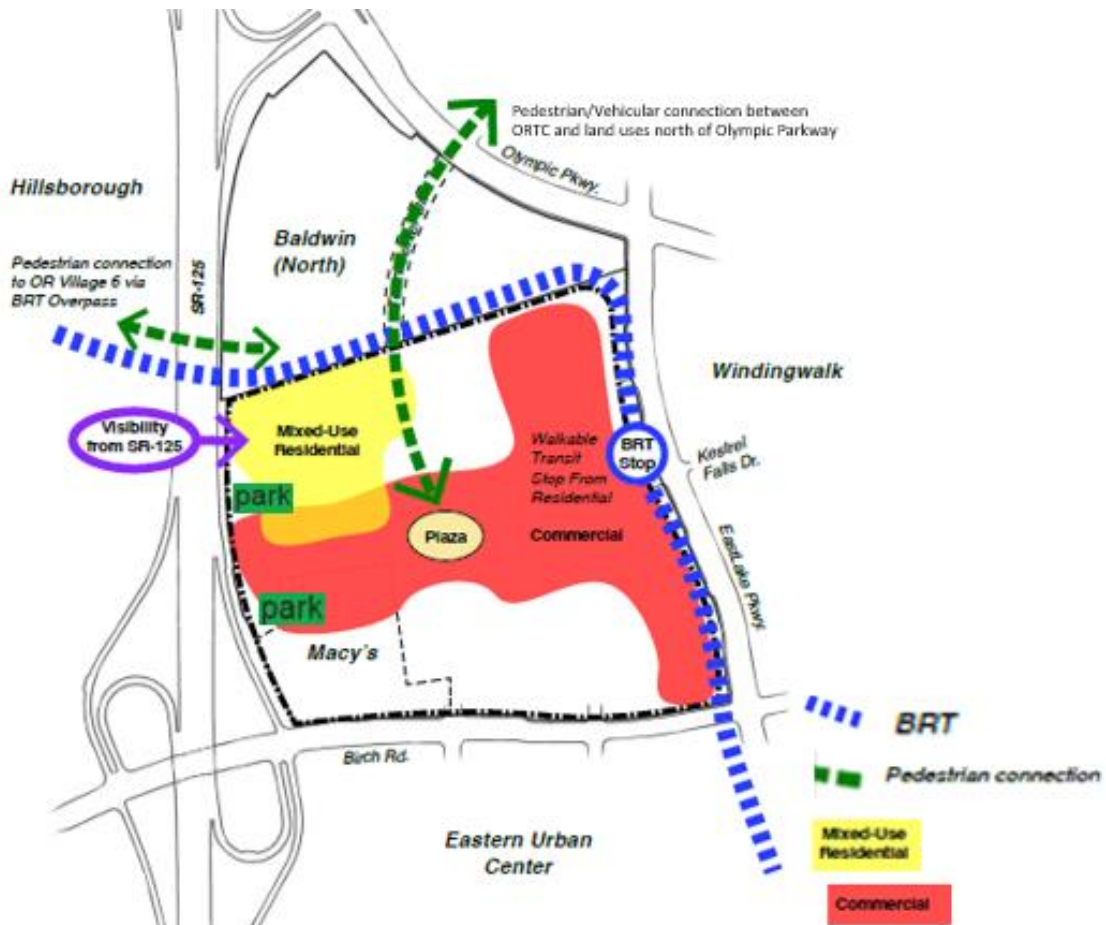 Pedestrian/Vehicular connection between
ORTC and land uses north of Olympic Parkway
Olympic Pkwy.
Hillsborough
Baldwin
(North)
Pedestrian connection
to OR Village 6 via
BRT Overpass
SR-125
Windingwalk
Visibility
from SR-125
Mixed-Use
Residential
Walkable
Transit
Stop From
Residential
BRT
Stop
Kestrel
Falls Dr.
park
Plaza
Commercial
EastLake Pkwy.
park
Macy's
Birch Rd.
BRT
Pedestrian connection
Eastern Urban
Center
Mixed-Use
Residential
Commercial